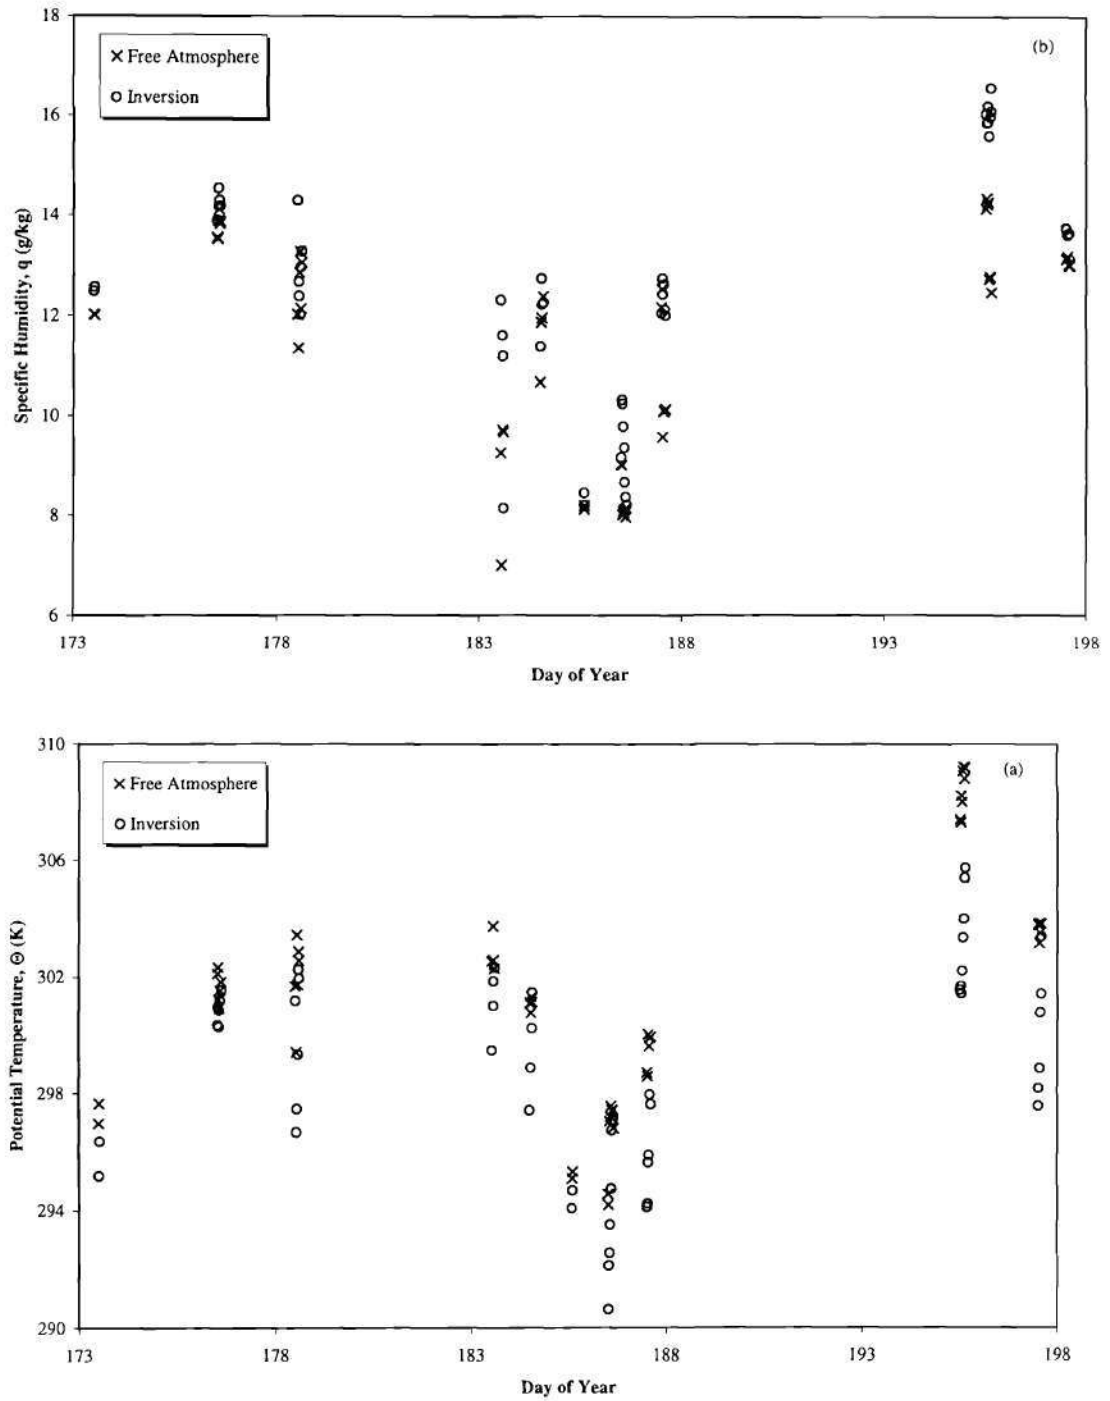 18
16
14
12
10
8
6
Specific Humidity, q (g/kg)
× Free Atmosphere
o Inversion
(b)
173
178
183
188
193
198
Day of Year
310
306
302
298
294
290
Potential Temperature, Θ (K)
× Free Atmosphere
o Inversion
(a)
173
178
183
188
193
198
Day of Year